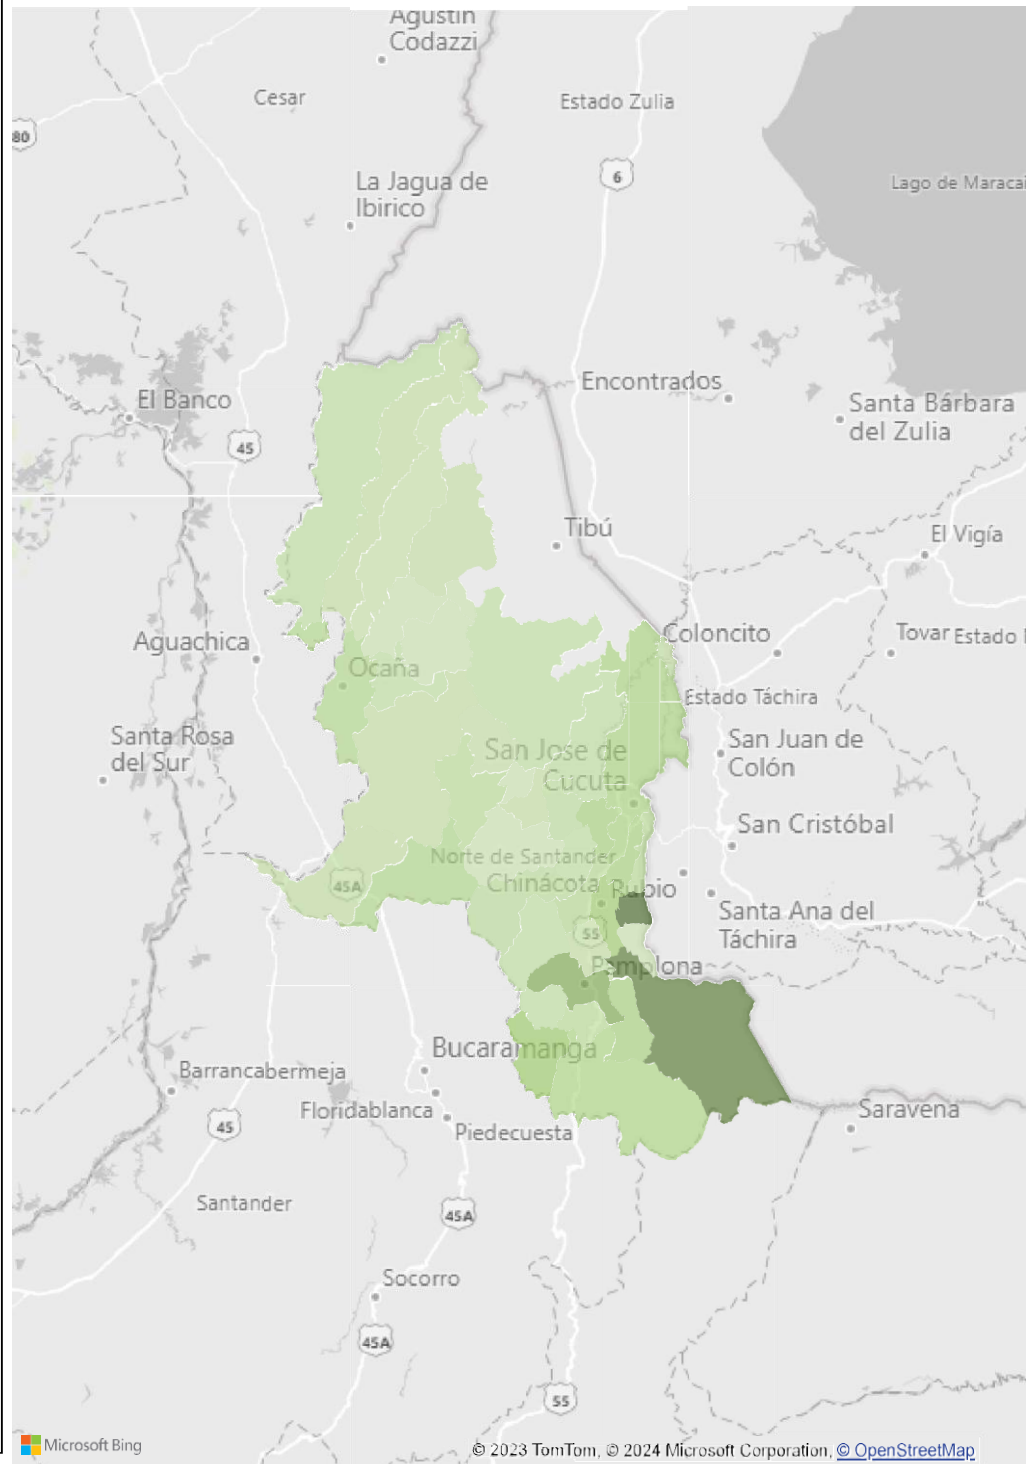 Agustín
Codazzi
Cesar
Estado Zulia
80
6
La Jagua de
Ibirico
Lago de Maracai
Encontrados
El Banco
Santa Bárbara
del Zulia
45
Tibú
El Vigía
Coloncito
Tovar
Estado
Aguachica
Ocaña
Estado Táchira
Santa Rosa
del Sur
San Jose de
Cucuta
San Juan de
Colón
San Cristóbal
Norte de Santander
45A
Chinácota
Rubio
Santa Ana del
Táchira
55
Pamplona
Bucaramanga
Barrancabermeja
Floridablanca
45
Saravena
Piedecuesta
Santander
45A
Socorro
45A
55
Microsoft Bing
© 2023 TomTom, © 2024 Microsoft Corporation, © OpenStreetMap